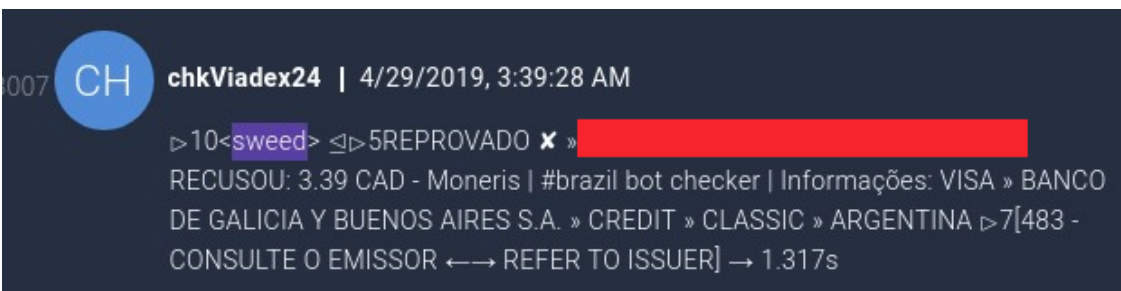 3007 CH chkViadex24 | 4/29/2019, 3:39:28 AM
▷10<sweed> ⊴▷5REPROVADO ✘ »
RECUSOU: 3.39 CAD - Moneris | #brazil bot checker | Informações: VISA » BANCO
DE GALICIA Y BUENOS AIRES S.A. » CREDIT » CLASSIC » ARGENTINA ▷7[483 -
CONSULTE O EMISSOR ←→ REFER TO ISSUER] → 1.317s